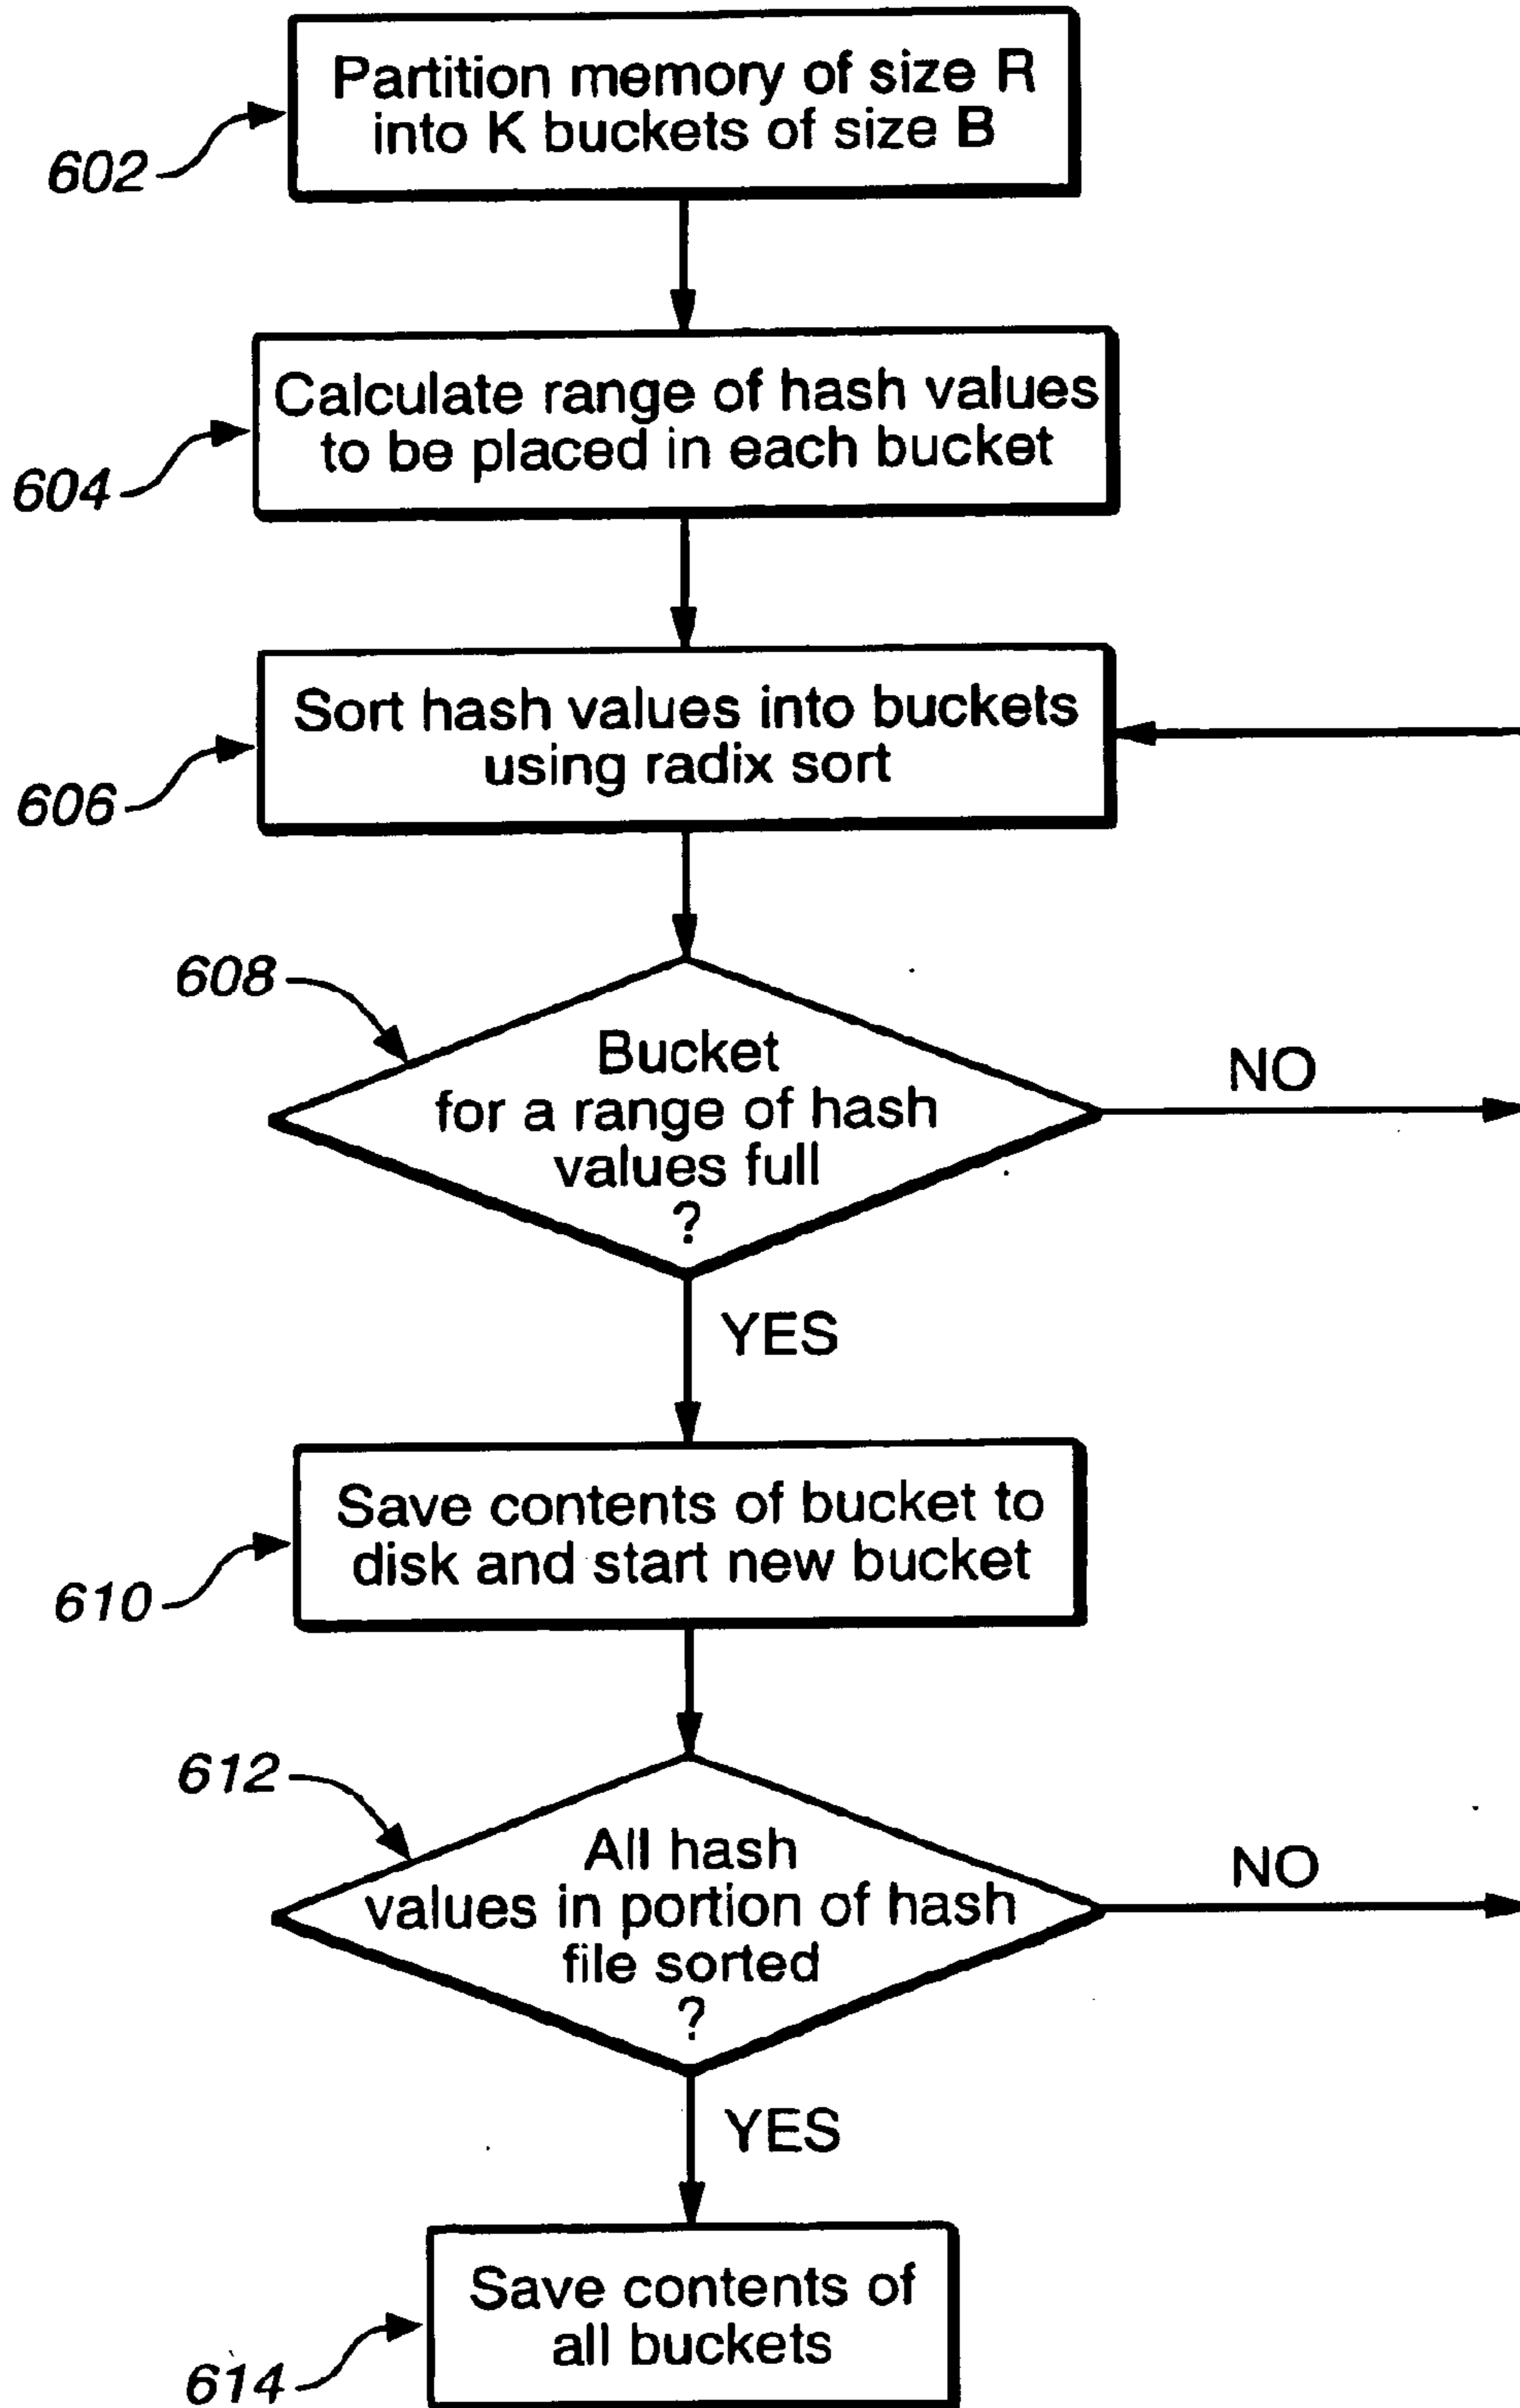 Partition memory of size R
into K buckets of size B
602
Calculate range of hash values
to be placed in each bucket
604
Sort hash values into buckets
using radix sort
606
608
Bucket
for a range of hash
values full
?
NO
YES
Save contents of bucket to
disk and start new bucket
610
612
All hash
values in portion of hash
file sorted
?
NO
YES
Save contents of
all buckets
614